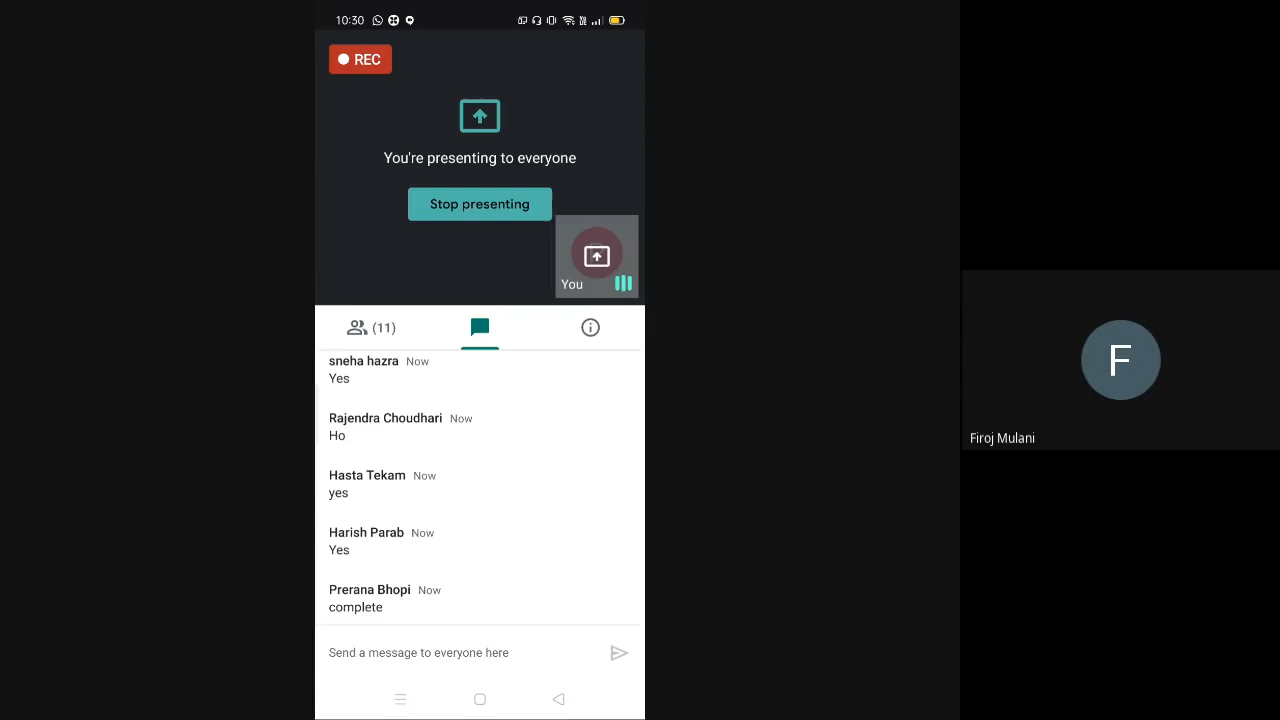 10:30
REC
You're presenting to everyone
Stop presenting
You
(11)
sneha hazra Now
Yes
Rajendra Choudhari Now
Ho
Hasta Tekam Now
yes
Harish Parab Now
Yes
Prerana Bhopi Now
complete
Send a message to everyone here
F
Firoj Mulani